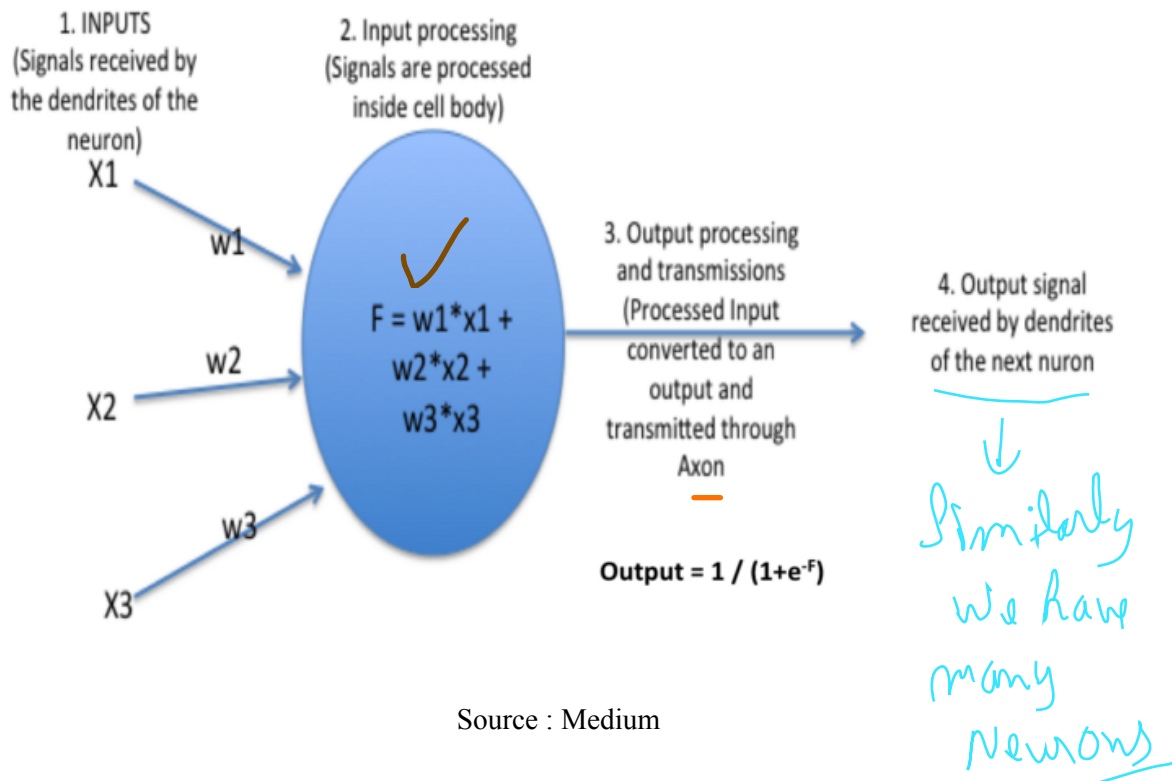 1. INPUTS
(Signals received by
the dendrites of the
neuron)
X1
w1
w2
X2
w3
X3
2. Input processing
(Signals are processed
inside cell body)
F = w1*x1 +
w2*x2 +
w3*x3
3. Output processing
and transmissions
(Processed Input
converted to an
output and
transmitted through
Axon
Output = 1 / (1+e⁻ᶠ)
4. Output signal
received by dendrites
of the next nuron
Similarly
We have
many
Neurons
Source : Medium